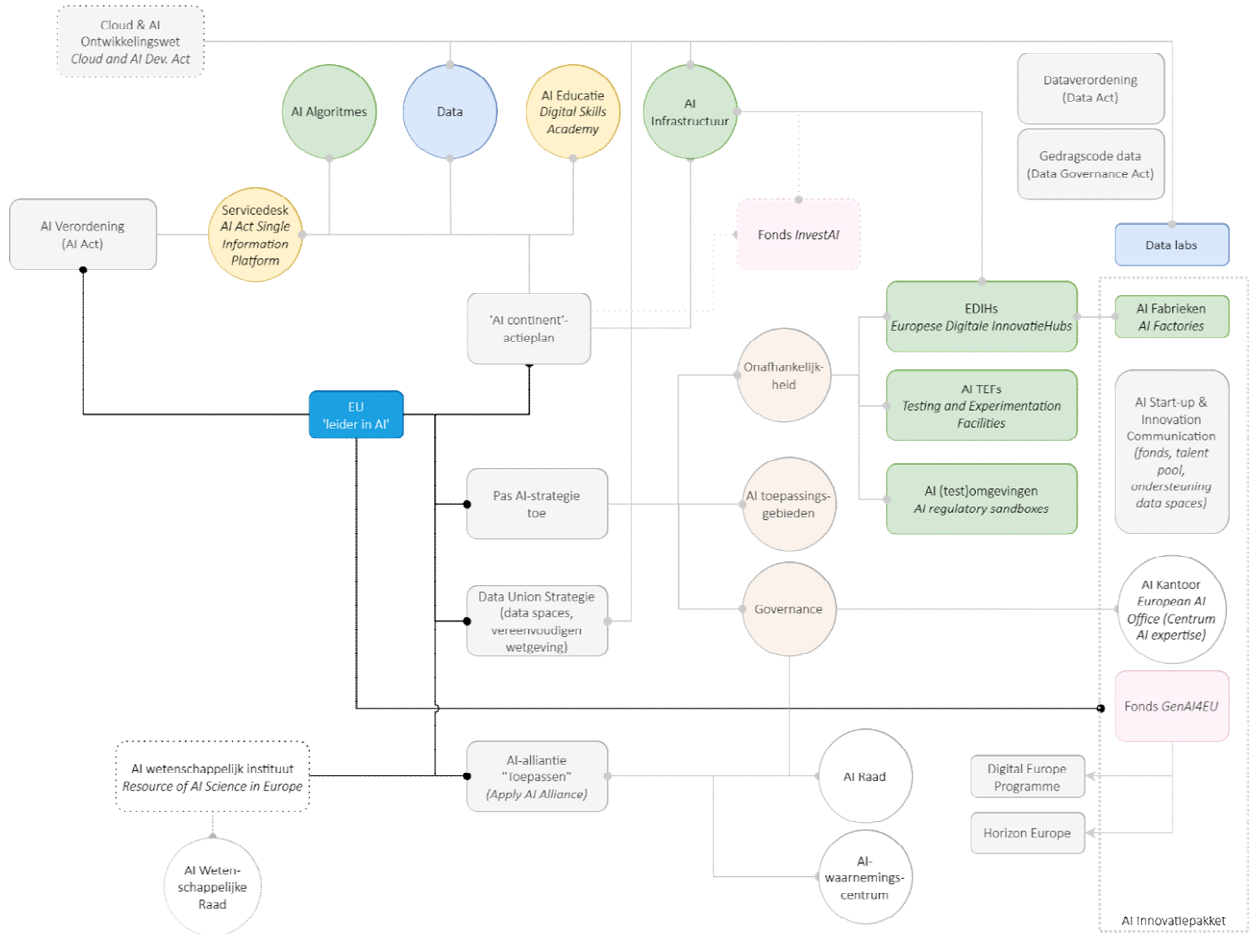 Cloud & AI
Ontwikkelingswet
Cloud and AI Dev. Act
AI Algoritmes
Data
AI Educatie
Digital Skills
Academy
AI
Infrastructuur
Dataverordening
(Data Act)
Gedragscode data
(Data Governance Act)
AI Verordening
(AI Act)
Servicedesk
AI Act Single
Information
Platform
Fonds InvestAI
Data labs
'AI continent'-
actieplan
EDIHs
Europese Digitale InnovatieHubs
AI Fabrieken
AI Factories
Onafhankelijk-
heid
EU
'leider in AI'
AI TEFs
Testing and Experimentation
Facilities
AI Start-up &
Innovation
Communication
(fonds, talent
pool,
ondersteuning
data spaces)
Pas AI-strategie
toe
AI toepassings-
gebieden
AI (test)omgevingen
AI regulatory sandboxes
Data Union Strategie
(data spaces,
vereenvoudigen
wetgeving)
Governance
AI Kantoor
European AI
Office (Centrum
AI expertise)
Fonds GenAI4EU
AI wetenschappelijk instituut
Resource of AI Science in Europe
AI-alliantie
"Toepassen"
(Apply AI Alliance)
AI Raad
Digital Europe
Programme
Horizon Europe
AI Weten-
schappelijke
Raad
AI-
waarnemings-
centrum
AI Innovatiepakket